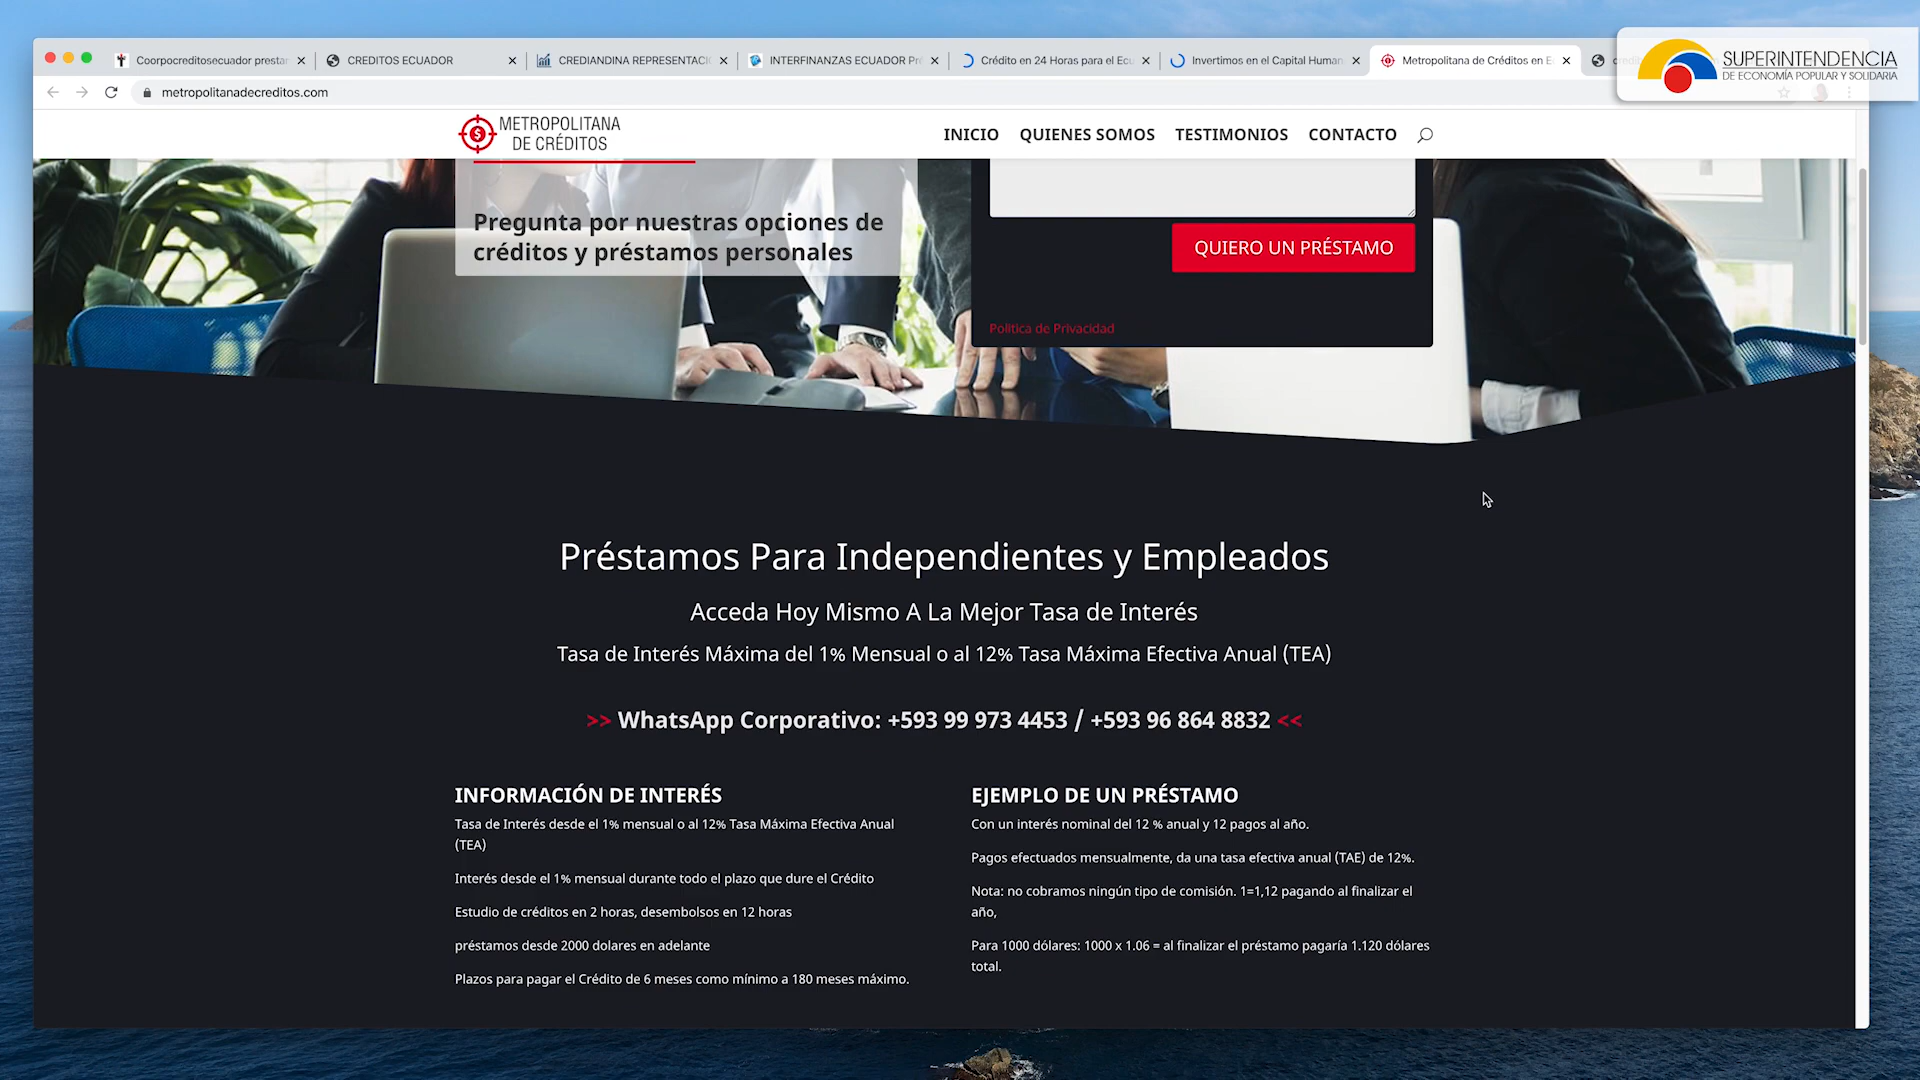 Coorpocreditosecuador prestar
CREDITOS ECUADOR
CREDIANDINA REPRESENTACI
INTERFINANZAS ECUADOR Pr
Crédito en 24 Horas para el Ecu
Invertimos en el Capital Human
Metropolitana de Créditos en E
SUPERINTENDENCIA
DE ECONOMÍA POPULAR Y SOLIDARIA
metropolitanadecreditos.com
METROPOLITANA
DE CRÉDITOS
INICIO
QUIENES SOMOS
TESTIMONIOS
CONTACTO
Pregunta por nuestras opciones de
créditos y préstamos personales
QUIERO UN PRÉSTAMO
Politica de Privacidad
Préstamos Para Independientes y Empleados
Acceda Hoy Mismo A La Mejor Tasa de Interés
Tasa de Interés Máxima del 1% Mensual o al 12% Tasa Máxima Efectiva Anual (TEA)
>> WhatsApp Corporativo: +593 99 973 4453 / +593 96 864 8832 <<
INFORMACIÓN DE INTERÉS
Tasa de Interés desde el 1% mensual o al 12% Tasa Máxima Efectiva Anual
(TEA)
Interés desde el 1% mensual durante todo el plazo que dure el Crédito
Estudio de créditos en 2 horas, desembolsos en 12 horas
préstamos desde 2000 dolares en adelante
Plazos para pagar el Crédito de 6 meses como mínimo a 180 meses máximo.
EJEMPLO DE UN PRÉSTAMO
Con un interés nominal del 12 % anual y 12 pagos al año.
Pagos efectuados mensualmente, da una tasa efectiva anual (TAE) de 12%.
Nota: no cobramos ningún tipo de comisión. 1=1,12 pagando al finalizar el
año,
Para 1000 dólares: 1000 x 1.06 = al finalizar el préstamo pagaría 1.120 dólares
total.